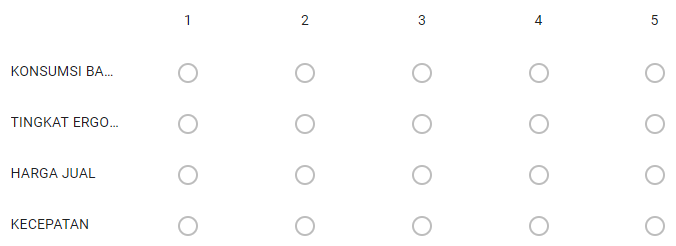 1 2 3 4 5
KONSUMSI BA...
TINGKAT ERGO...
HARGA JUAL
KECEPATAN